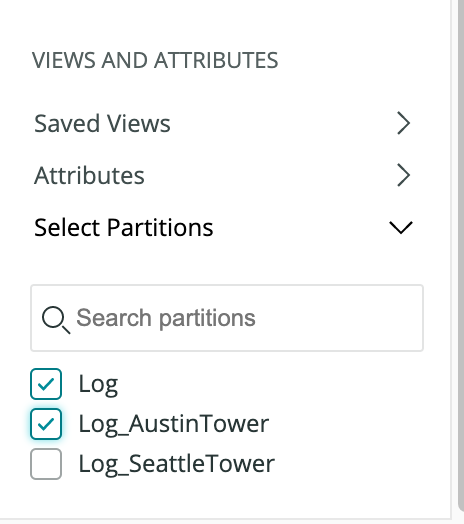 VIEWS AND ATTRIBUTES
Saved Views
Attributes
Select Partitions
Search partitions
Log
Log_AustinTower
Log_SeattleTower